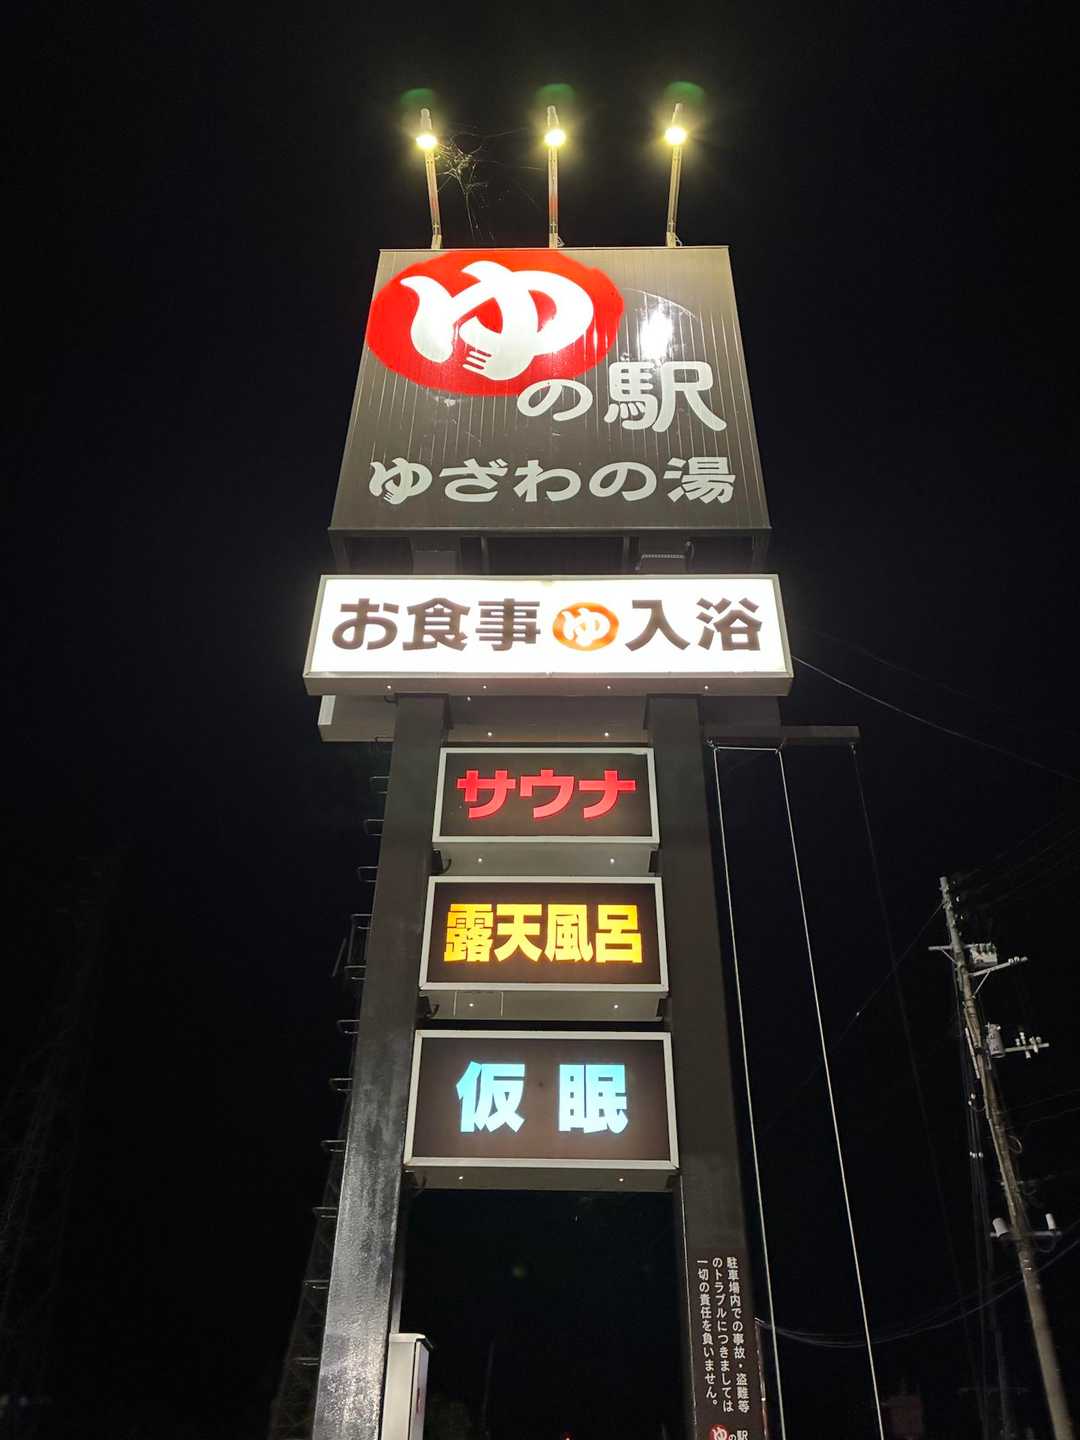 ゆの駅
ゆざわの湯
お食事ゆ入浴
サウナ
露天風呂
仮眠
駐車場内での事故・盗難等
のトラブルにつきましては
一切の責任を負いません。
ゆの駅